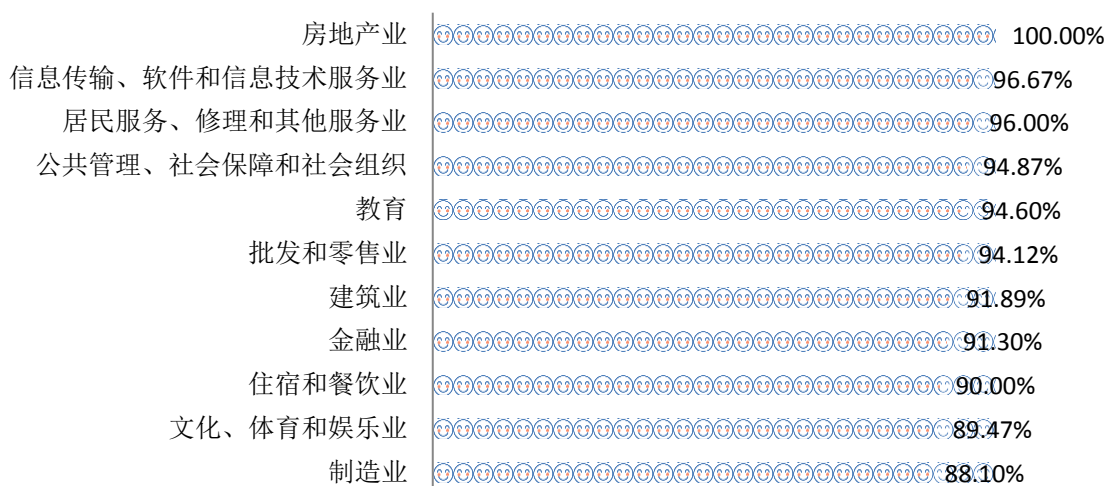 房地产业 100.00%
信息传输、软件和信息技术服务业 96.67%
居民服务、修理和其他服务业 96.00%
公共管理、社会保障和社会组织 94.87%
教育 94.60%
批发和零售业 94.12%
建筑业 91.89%
金融业 91.30%
住宿和餐饮业 90.00%
文化、体育和娱乐业 89.47%
制造业 88.10%